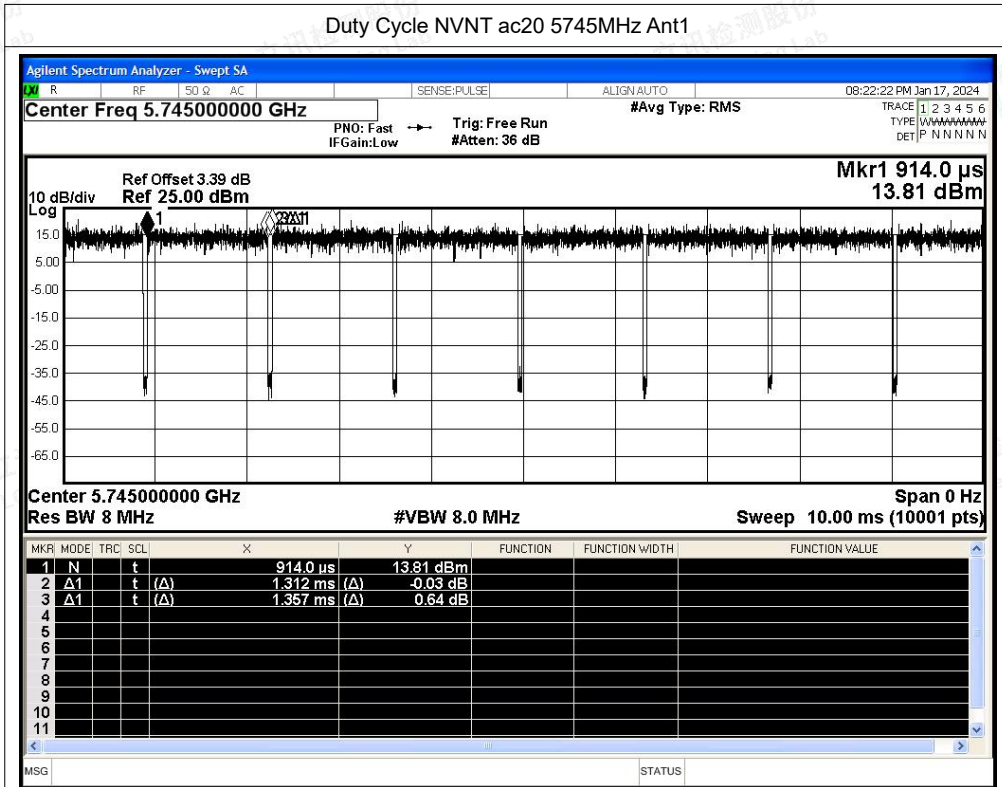 Duty Cycle NVNT ac20 5745MHz Ant1
Agilent Spectrum Analyzer - Swept SA
LXI R RF 50 Ω AC SENSE:PULSE ALIGN AUTO 08:22:22 PM Jan 17, 2024
Center Freq 5.745000000 GHz #Avg Type: RMS TRACE 1 2 3 4 5 6
PNO: Fast Trig: Free Run TYPE
IFGain:Low #Atten: 36 dB DET P N N N N N
Mkr1 914.0 µs
Ref Offset 3.39 dB
10 dB/div Ref 25.00 dBm 13.81 dBm
Log
1
15.0
5.00
-5.00
-15.0
-25.0
-35.0
-45.0
-55.0
-65.0
Center 5.745000000 GHz Span 0 Hz
Res BW 8 MHz #VBW 8.0 MHz Sweep 10.00 ms (10001 pts)
MKR MODE TRC SCL X Y FUNCTION FUNCTION WIDTH FUNCTION VALUE
1 N t 914.0 µs 13.81 dBm
2 Δ1 t (Δ) 1.312 ms (Δ) -0.03 dB
3 Δ1 t (Δ) 1.357 ms (Δ) 0.64 dB
4
5
6
7
8
9
10
11
MSG STATUS